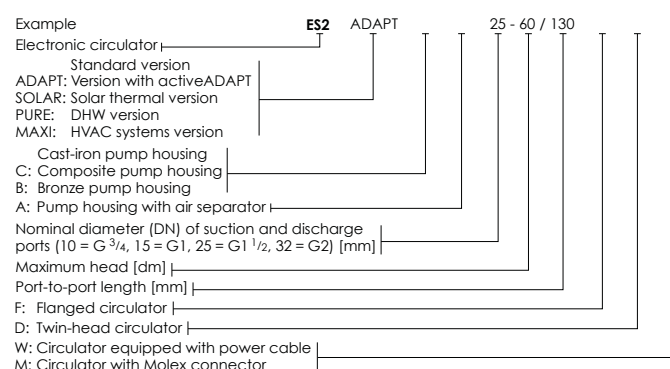 Example ES2 ADAPT 25 - 60 / 130
Electronic circulator
Standard version
ADAPT: Version with activeADAPT
SOLAR: Solar thermal version
PURE: DHW version
MAXI: HVAC systems version
Cast-iron pump housing
C: Composite pump housing
B: Bronze pump housing
A: Pump housing with air separator
Nominal diameter (DN) of suction and discharge
ports (10 = G 3/4, 15 = G1, 25 = G1 1/2, 32 = G2) [mm]
Maximum head [dm]
Port-to-port length [mm]
F: Flanged circulator
D: Twin-head circulator
W: Circulator equipped with power cable
M: Circulator with Molex connector